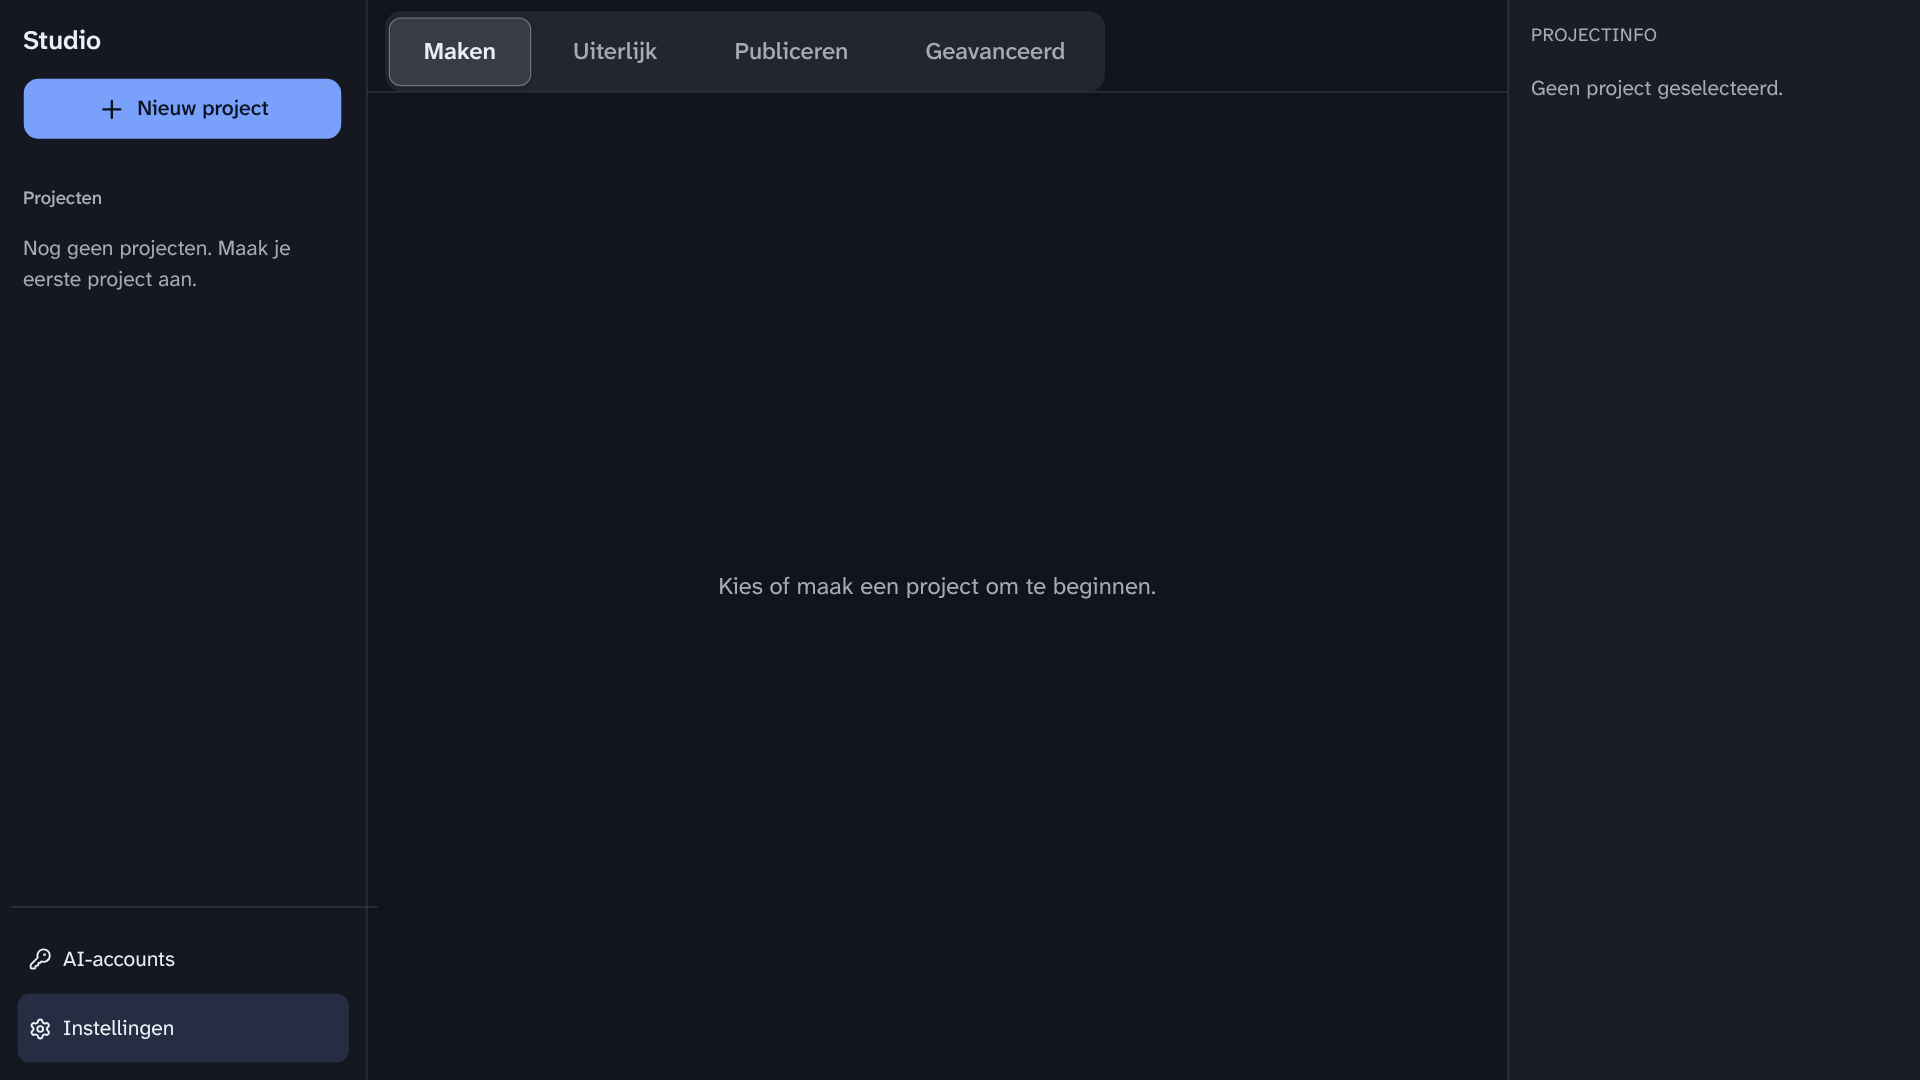 Studio
Nieuw project
Projecten
Nog geen projecten. Maak je
eerste project aan.
AI-accounts
Instellingen
Maken
Uiterlijk
Publiceren
Geavanceerd
Kies of maak een project om te beginnen.
PROJECTINFO
Geen project geselecteerd.